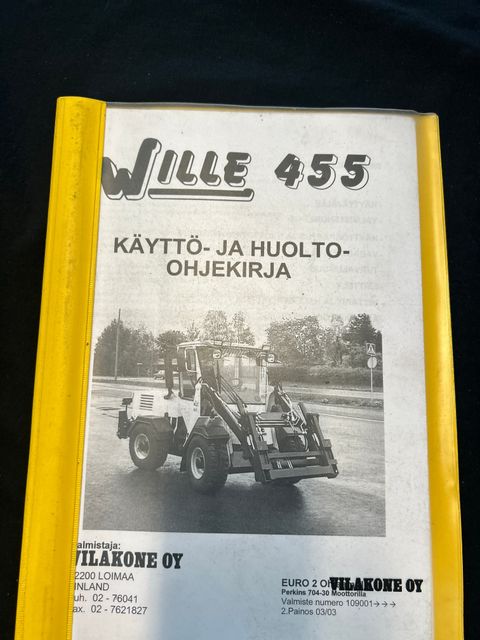 WILLE 455
KÄYTTÖ- JA HUOLTO-
OHJEKIRJA
almistaja:
VILAKONE OY
2200 LOIMAA
INLAND
uh. 02 - 76041
ax. 02 - 7621827
EURO 2
VILAKONE OY
Perkins 704-30 Moottorilla
Valmiste numero 109001→→→
2.Painos 03/03